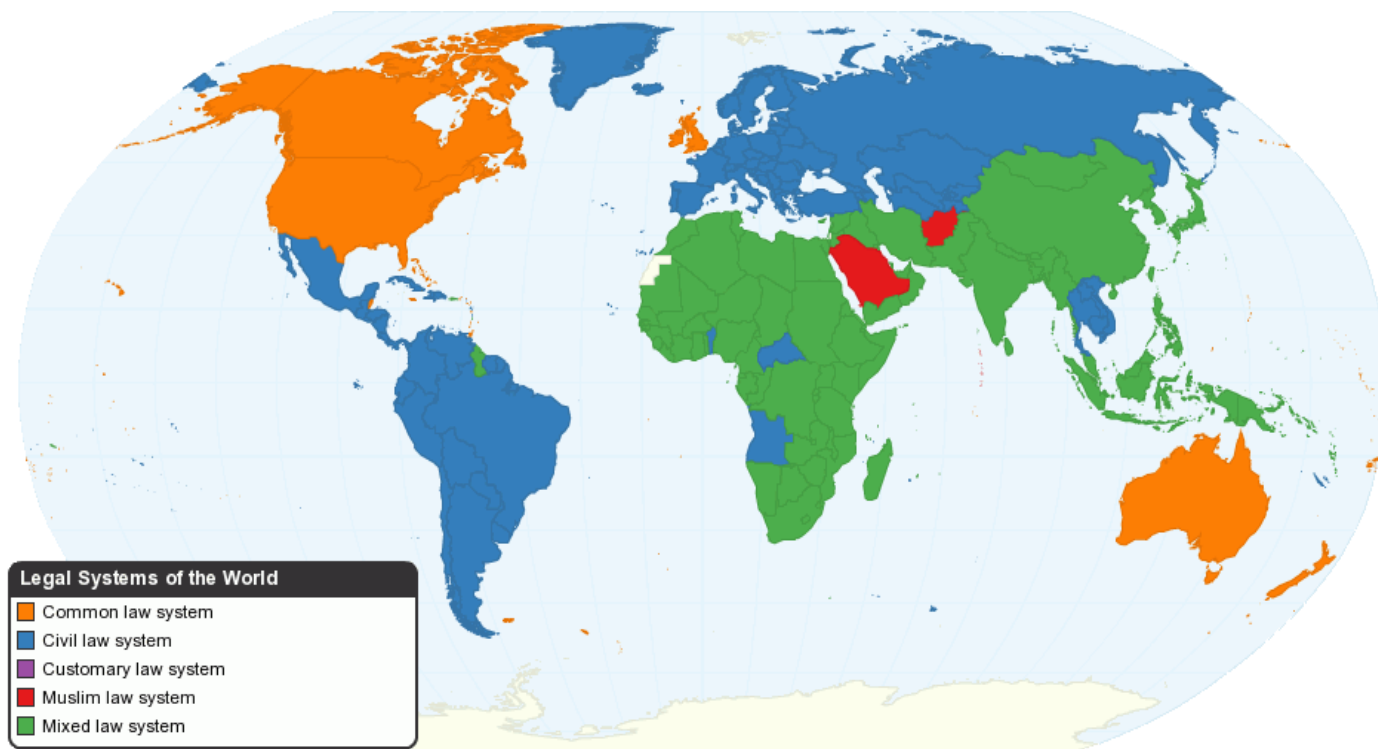 Legal Systems of the World
Common law system
Civil law system
Customary law system
Muslim law system
Mixed law system